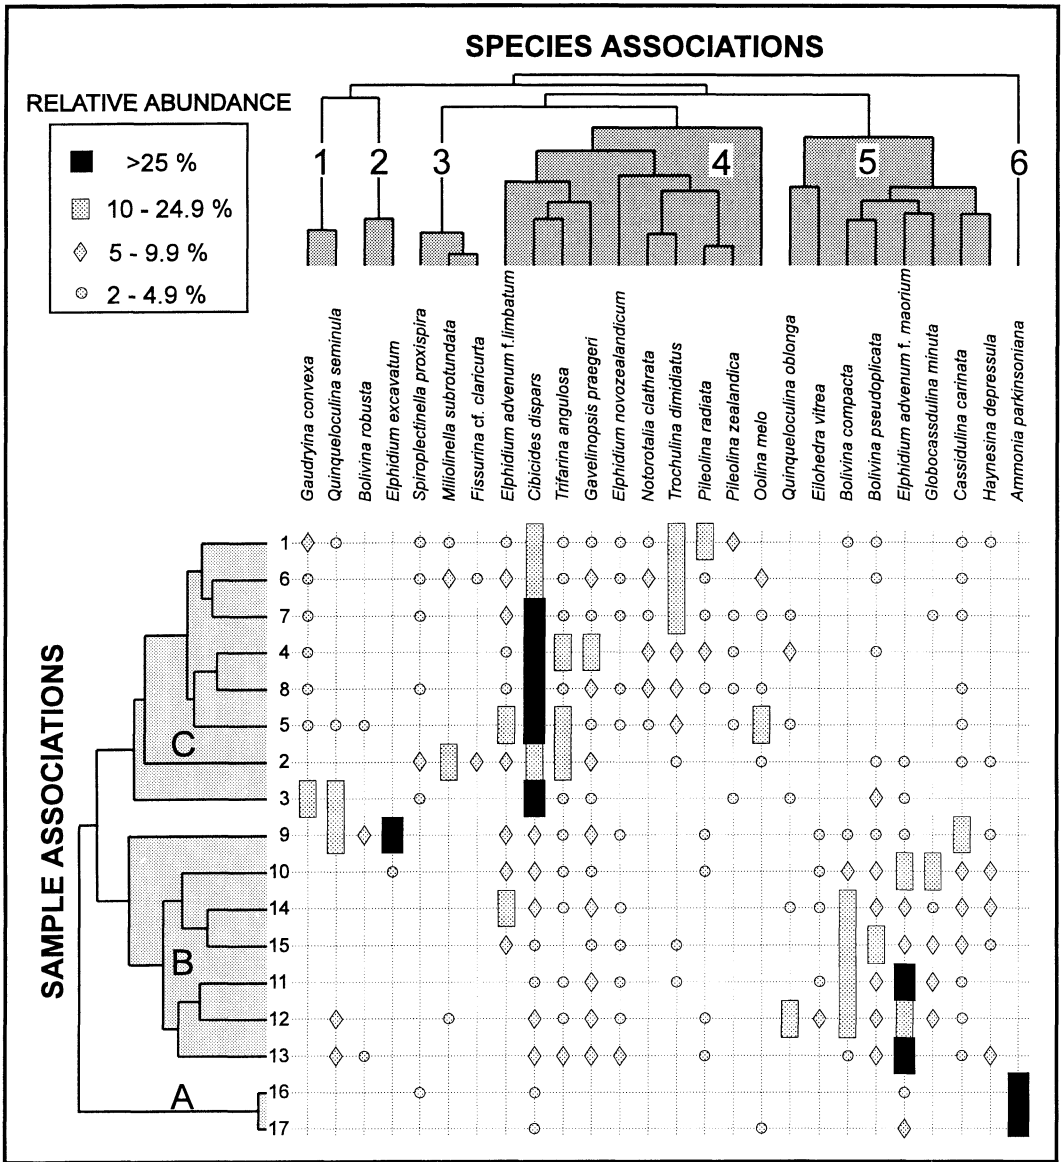 SPECIES ASSOCIATIONS
RELATIVE ABUNDANCE
>25 %
10 - 24.9 %
5 - 9.9 %
2 - 4.9 %
1
2
3
4
5
6
Gaudryina convexa
Quinqueloculina seminula
Bolivina robusta
Elphidium excavatum
Spiroplectinella proxispira
Miliolinella subrotundata
Fissurina cf. claricurta
Elphidium advenum f.limbatum
Cibicides dispars
Trifarina angulosa
Gavelinopsis praegeri
Elphidium novozealandicum
Notorotalia clathrata
Trochulina dimidiatus
Pileolina radiata
Pileolina zealandica
Oolina melo
Quinqueloculina oblonga
Eilohedra vitrea
Bolivina compacta
Bolivina pseudoplicata
Elphidium advenum f. maorium
Globocassdulina minuta
Cassidulina carinata
Haynesina depressula
Ammonia parkinsoniana
SAMPLE ASSOCIATIONS
C
B
A
1
6
7
4
8
5
2
3
9
10
14
15
11
12
13
16
17